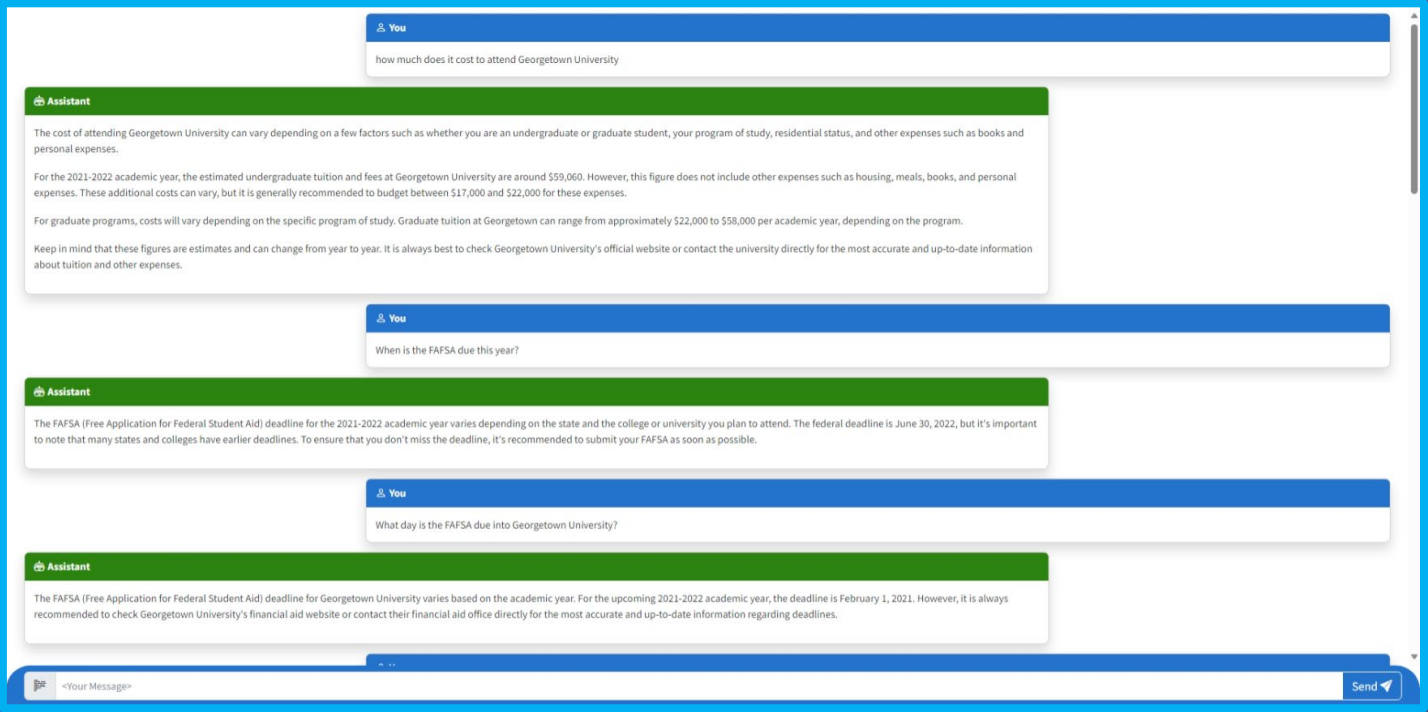 You
how much does it cost to attend Georgetown University
Assistant
The cost of attending Georgetown University can vary depending on a few factors such as whether you are an undergraduate or graduate student, your program of study, residential status, and other expenses such as books and
personal expenses.
For the 2021-2022 academic year, the estimated undergraduate tuition and fees at Georgetown University are around $59,060. However, this figure does not include other expenses such as housing, meals, books, and personal
expenses. These additional costs can vary, but it is generally recommended to budget between $17,000 and $22,000 for these expenses.
For graduate programs, costs will vary depending on the specific program of study. Graduate tuition at Georgetown can range from approximately $22,000 to $58,000 per academic year, depending on the program.
Keep in mind that these figures are estimates and can change from year to year. It is always best to check Georgetown University's official website or contact the university directly for the most accurate and up-to-date information
about tuition and other expenses.
You
When is the FAFSA due this year?
Assistant
The FAFSA (Free Application for Federal Student Aid) deadline for the 2021-2022 academic year varies depending on the state and the college or university you plan to attend. The federal deadline is June 30, 2022, but it's important
to note that many states and colleges have earlier deadlines. To ensure that you don't miss the deadline, it's recommended to submit your FAFSA as soon as possible.
You
What day is the FAFSA due into Georgetown University?
Assistant
The FAFSA (Free Application for Federal Student Aid) deadline for Georgetown University varies based on the academic year. For the upcoming 2021-2022 academic year, the deadline is February 1, 2021. However, it is always
recommended to check Georgetown University's financial aid website or contact their financial aid office directly for the most accurate and up-to-date information regarding deadlines.
<Your Message>
Send